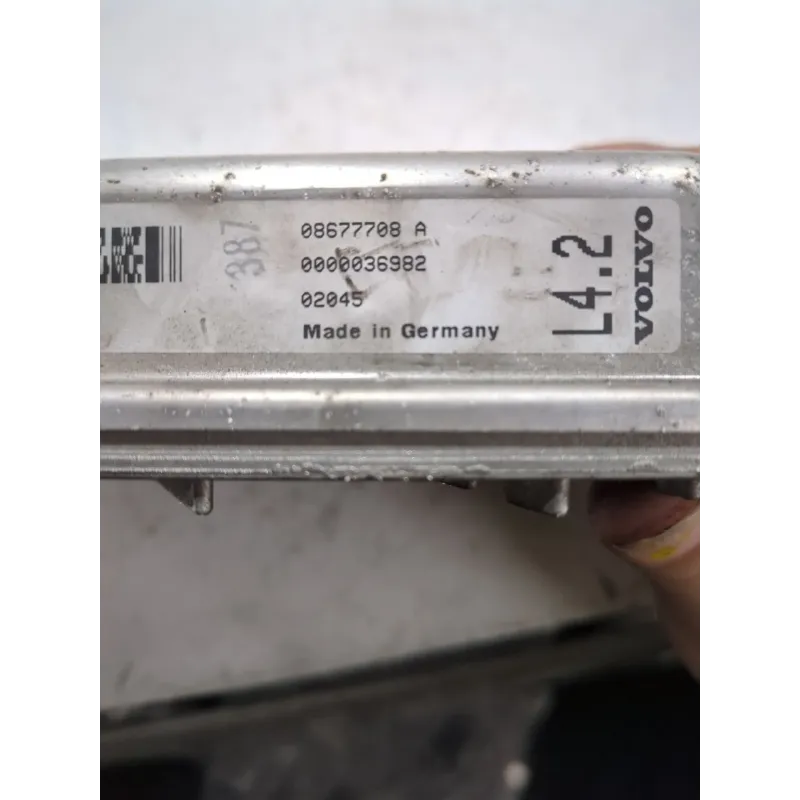 387
08677708 A
0000036982
02045
Made in Germany
L4.2
VOLVO